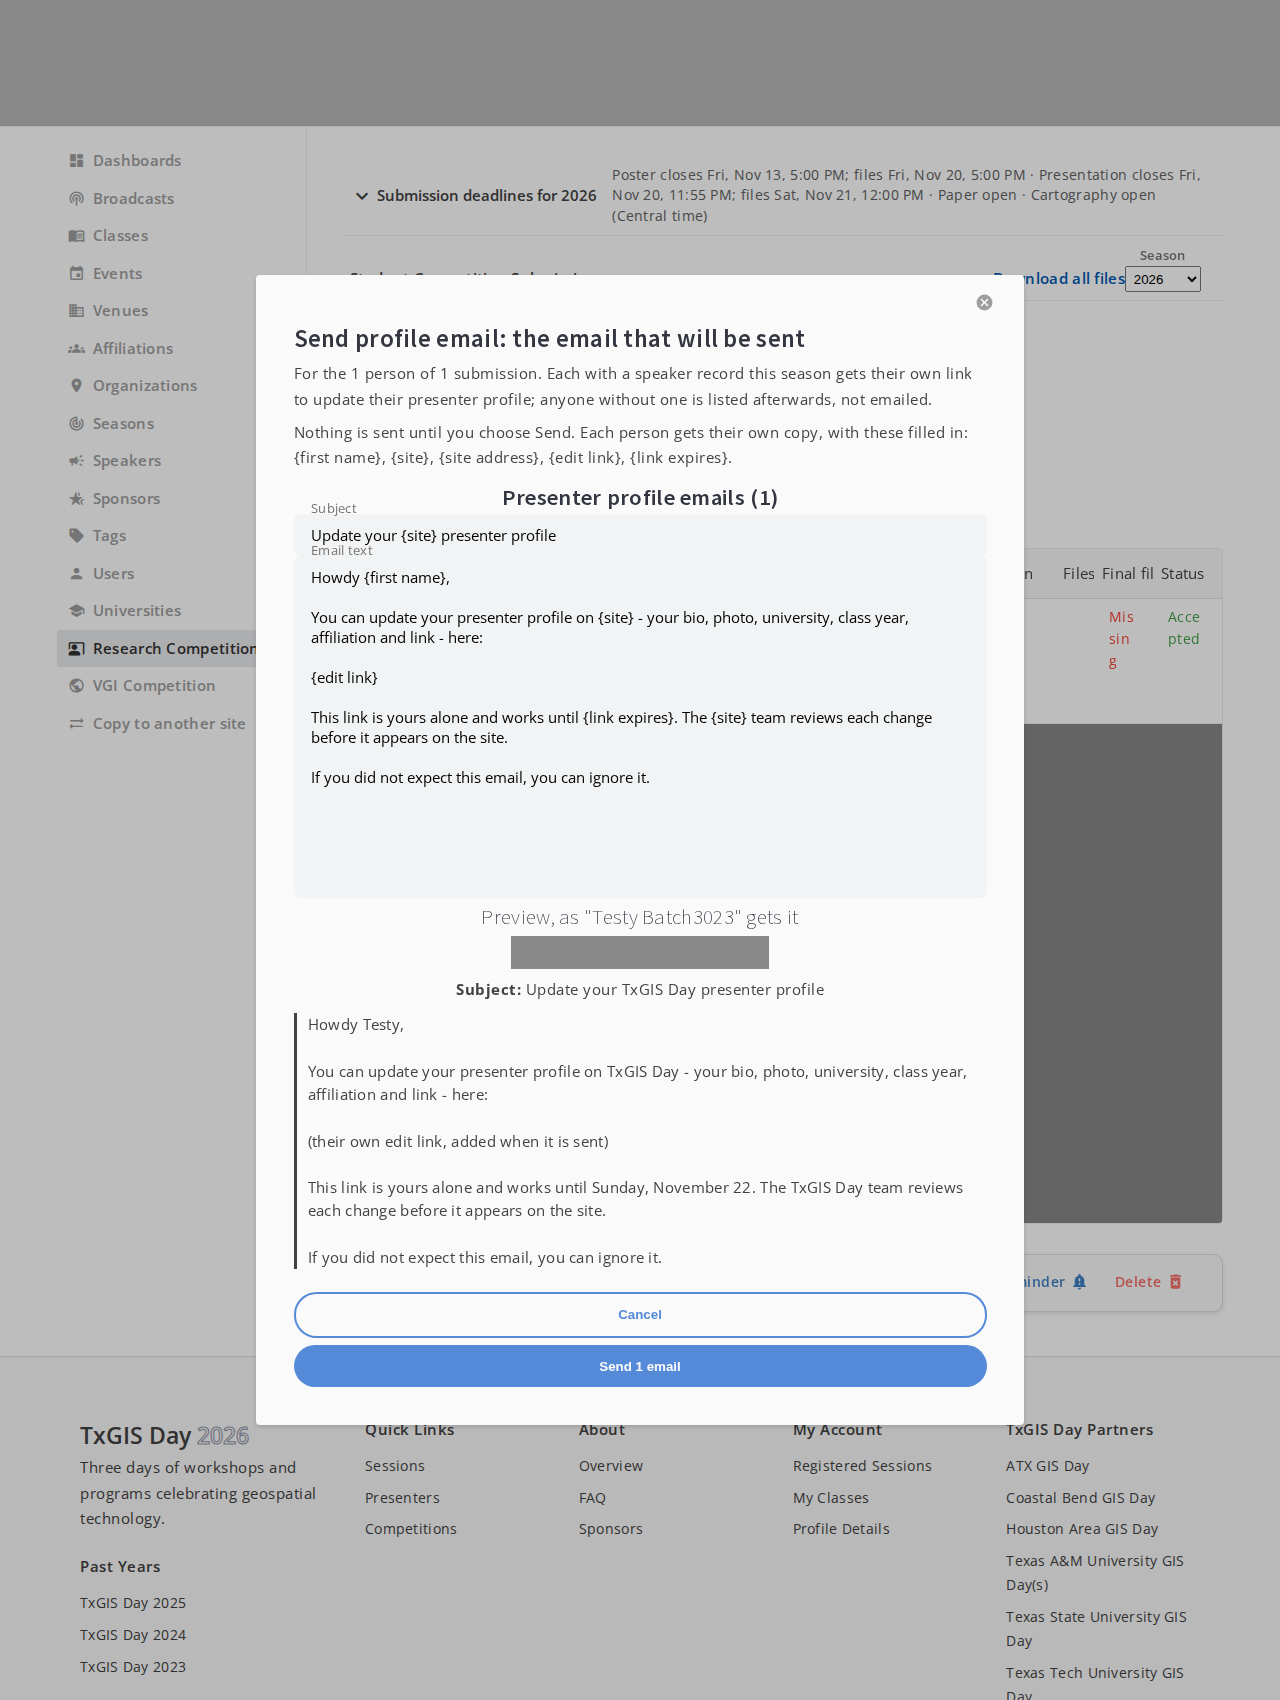 Dashboards
Broadcasts
Classes
Events
Venues
Affiliations
Organizations
Seasons
Speakers
Sponsors
Tags
Users
Universities
Research Competition
VGI Competition
Copy to another site
Submission deadlines for 2026
Poster closes Fri, Nov 13, 5:00 PM; files Fri, Nov 20, 5:00 PM · Presentation closes Fri,
Nov 20, 11:55 PM; files Sat, Nov 21, 12:00 PM · Paper open · Cartography open
(Central time)
Season
all files
2026
Send profile email: the email that will be sent
For the 1 person of 1 submission. Each with a speaker record this season gets their own link
to update their presenter profile; anyone without one is listed afterwards, not emailed.
Nothing is sent until you choose Send. Each person gets their own copy, with these filled in:
{first name}, {site}, {site address}, {edit link}, {link expires}.
Presenter profile emails (1)
Subject
Update your {site} presenter profile
Email text
Howdy {first name},
You can update your presenter profile on {site} - your bio, photo, university, class year,
affiliation and link - here:
{edit link}
This link is yours alone and works until {link expires}. The {site} team reviews each change
before it appears on the site.
If you did not expect this email, you can ignore it.
Preview, as "Testy Batch3023" gets it
Subject: Update your TxGIS Day presenter profile
Howdy Testy,
You can update your presenter profile on TxGIS Day - your bio, photo, university, class year,
affiliation and link - here:
(their own edit link, added when it is sent)
This link is yours alone and works until Sunday, November 22. The TxGIS Day team reviews
each change before it appears on the site.
If you did not expect this email, you can ignore it.
Cancel
Send 1 email
Files Final fil Status
Mis
sin
g
Acce
pted
Delete
TxGIS Day 2026
Three days of workshops and
programs celebrating geospatial
technology.
Past Years
TxGIS Day 2025
TxGIS Day 2024
TxGIS Day 2023
Quick Links
Sessions
Presenters
Competitions
About
Overview
FAQ
Sponsors
My Account
Registered Sessions
My Classes
Profile Details
TxGIS Day Partners
ATX GIS Day
Coastal Bend GIS Day
Houston Area GIS Day
Texas A&M University GIS
Day(s)
Texas State University GIS
Day
Texas Tech University GIS
Day